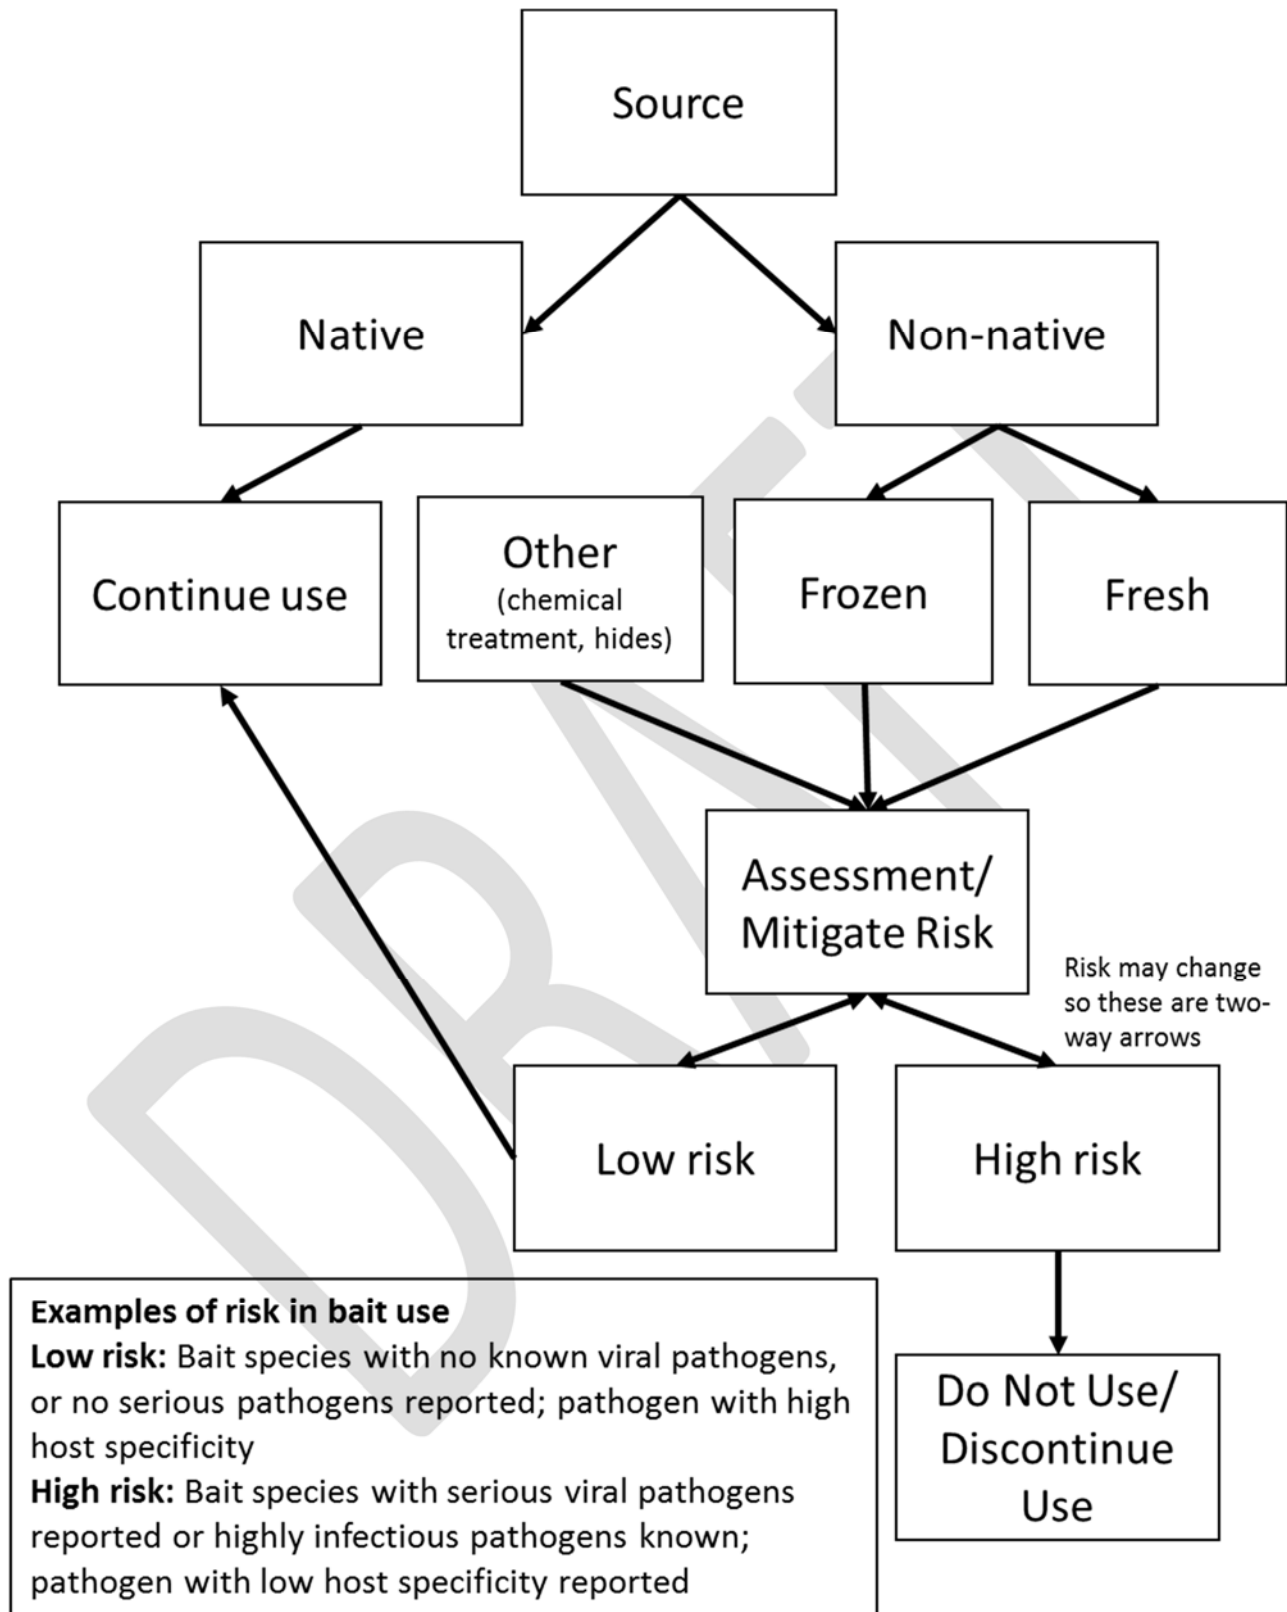 Source
Native
Non-native
Continue use
Other
(chemical
treatment, hides)
Frozen
Fresh
Assessment/
Mitigate Risk
Risk may change
so these are two-
way arrows
Low risk
High risk
Do Not Use/
Discontinue
Use
Examples of risk in bait use
Low risk: Bait species with no known viral pathogens,
or no serious pathogens reported; pathogen with high
host specificity
High risk: Bait species with serious viral pathogens
reported or highly infectious pathogens known;
pathogen with low host specificity reported
DRAFT